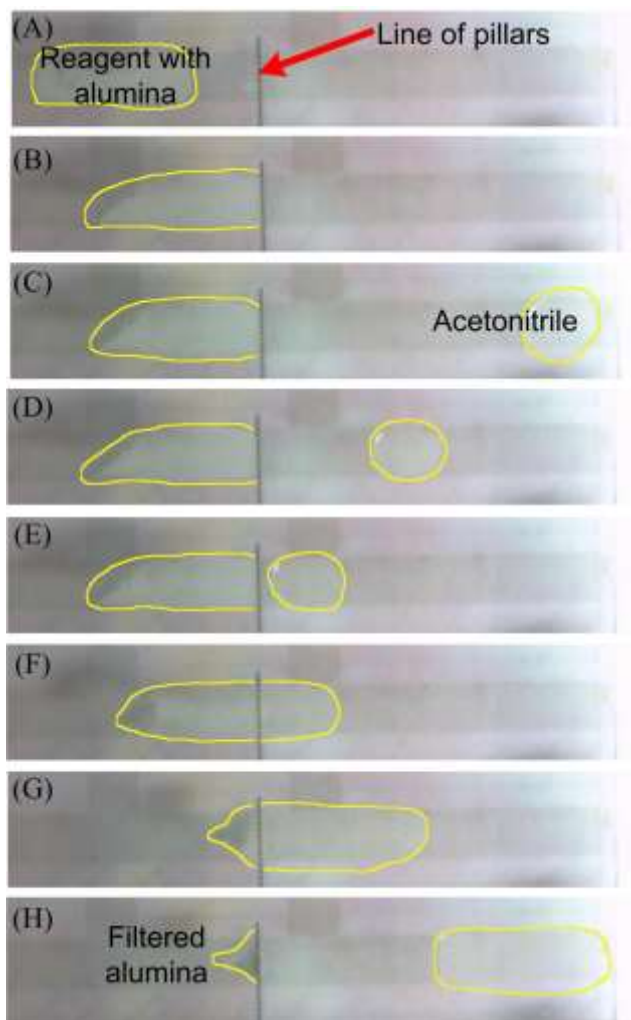 (A)
Line of pillars
Reagent with
alumina
(B)
(C)
Acetonitrile
(D)
(E)
(F)
(G)
(H)
Filtered
alumina